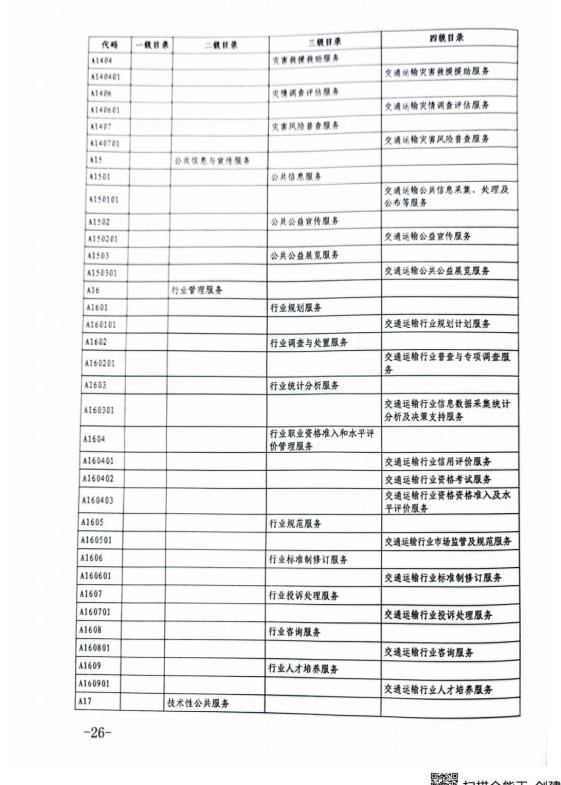 代码 一级目录 二级目录 三级目录 四级目录
A1404 灾害救援救助服务
A140401 交通运输灾害救援援助服务
A1406 灾情调查评估服务
A140601 交通运输灾情调查评估服务
A1407 灾害风险普查服务
A140701 交通运输灾害风险普查服务
A15 公共信息与宣传服务
A1501 公共信息服务
A150101 交通运输公共信息采集、处理及
公布等服务
A1502 公共公益宣传服务
A150201 交通运输公益宣传服务
A1503 公共公益展览服务
A150301 交通运输公共公益展览服务
A16 行业管理服务
A1601 行业规划服务
A160101 交通运输行业规划计划服务
A1602 行业调查与处置服务
A160201 交通运输行业普查与专项调查服
务
A1603 行业统计分析服务
A160301 交通运输行业信息数据采集统计
分析及决策支持服务
A1604 行业职业资格准入和水平评
价管理服务
A160401 交通运输行业信用评价服务
A160402 交通运输行业资格考试服务
A160403 交通运输行业资格资格准入及水
平评价服务
A1605 行业规范服务
A160501 交通运输行业市场监管及规范服务
A1606 行业标准制修订服务
A160601 交通运输行业标准制修订服务
A1607 行业投诉处理服务
A160701 交通运输行业投诉处理服务
A1608 行业咨询服务
A160801 交通运输行业咨询服务
A1609 行业人才培养服务
A160901 交通运输行业人才培养服务
A17 技术性公共服务
-26-
扫描全能王 创建